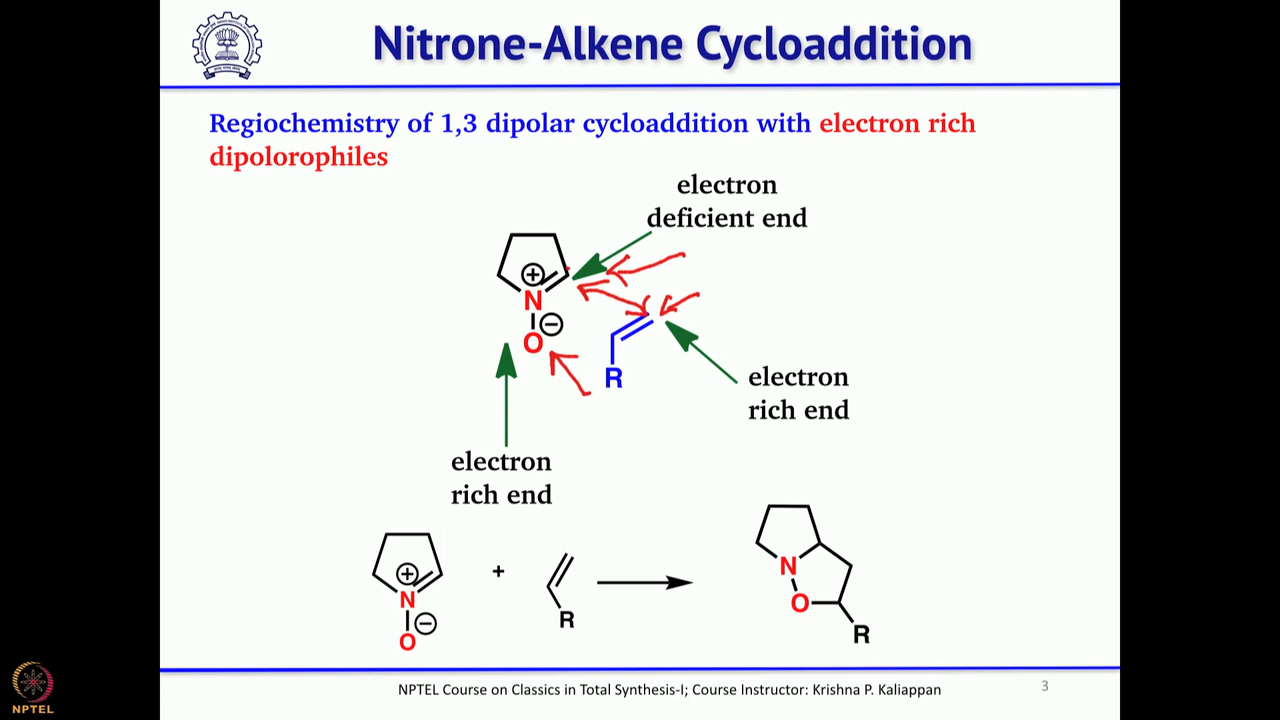 Nitrone-Alkene Cycloaddition
Regiochemistry of 1,3 dipolar cycloaddition with electron rich
dipolorophiles
electron
deficient end
⊕
N
⊖
O
R
electron
rich end
electron
rich end
⊕
N
⊖
O
+
R
N
O
R
NPTEL Course on Classics in Total Synthesis-I; Course Instructor: Krishna P. Kaliappan
3
NPTEL